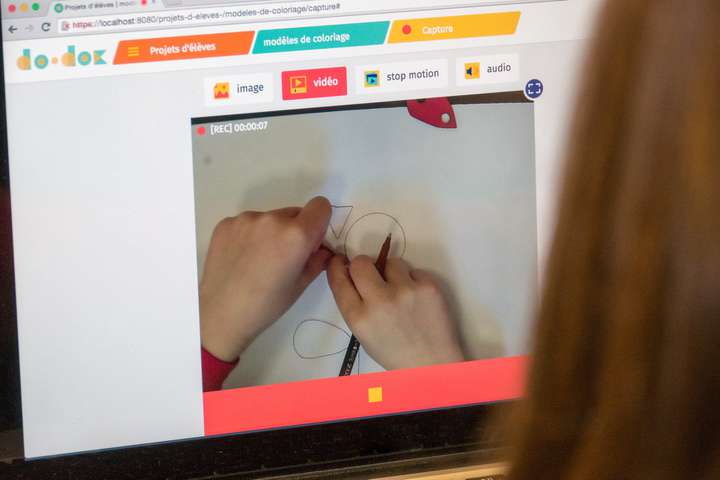 Projets d'élèves | mod
https://localhost:8080/projets-d-eleves-/modeles-de-coloriage/capture#
do·doc
Projets d'élèves
modèles de coloriage
Capture
image
vidéo
stop motion
audio
[REC] 00:00:07